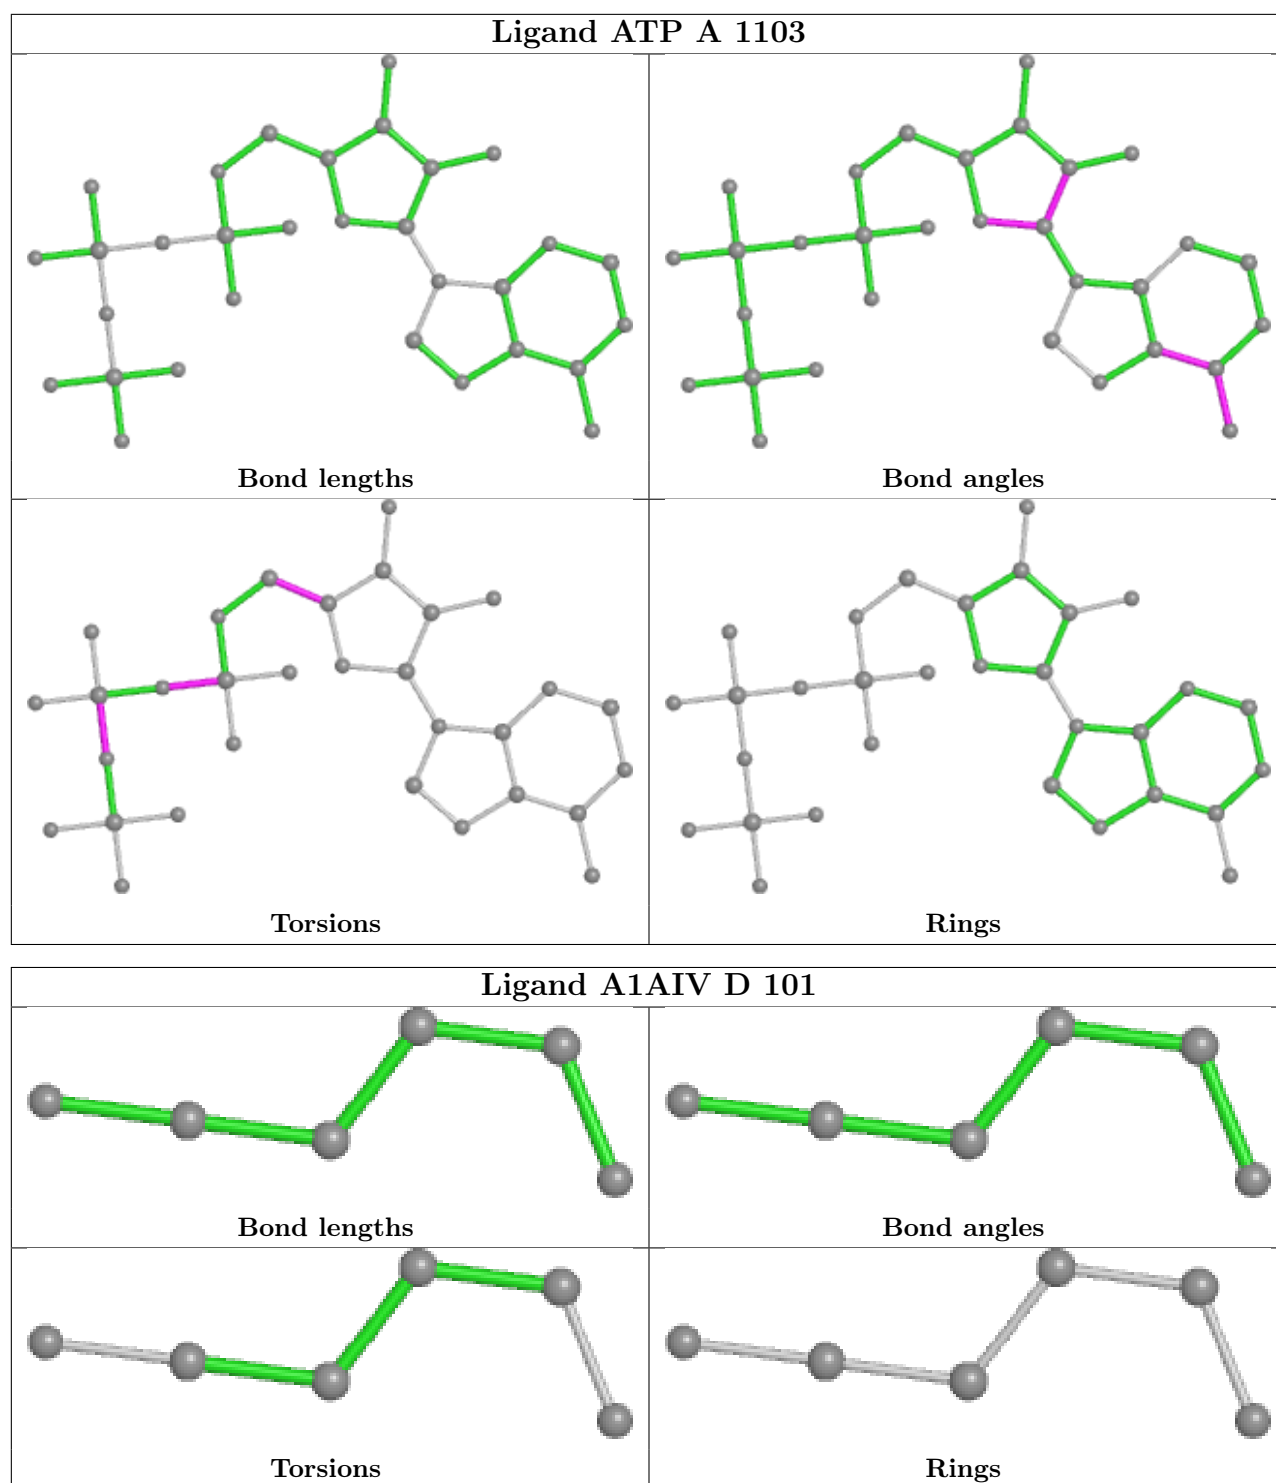 Ligand ATP A 1103
Bond lengths
Bond angles
Torsions
Rings
Ligand A1AIV D 101
Bond lengths
Bond angles
Torsions
Rings